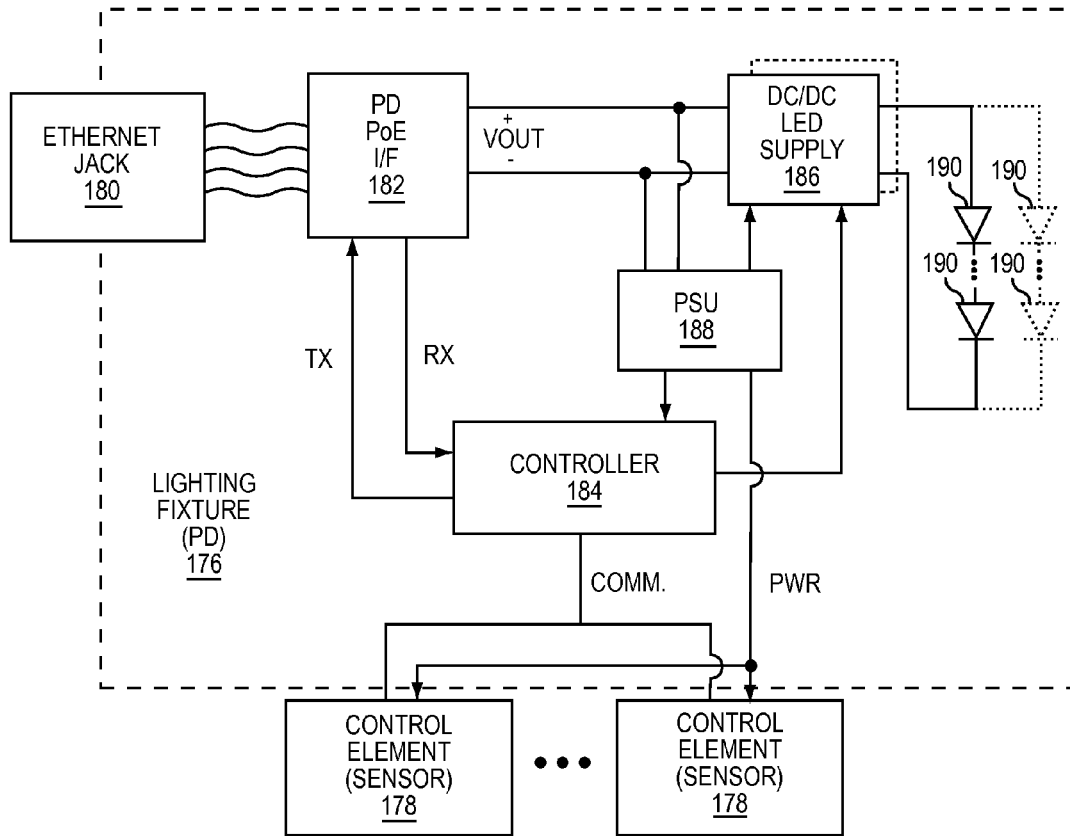 ETHERNET
JACK
180
PD
PoE
I/F
182
+
VOUT
-
DC/DC
LED
SUPPLY
186
190
190
190
190
PSU
188
TX
RX
CONTROLLER
184
LIGHTING
FIXTURE
(PD)
176
COMM.
PWR
CONTROL
ELEMENT
(SENSOR)
178
CONTROL
ELEMENT
(SENSOR)
178